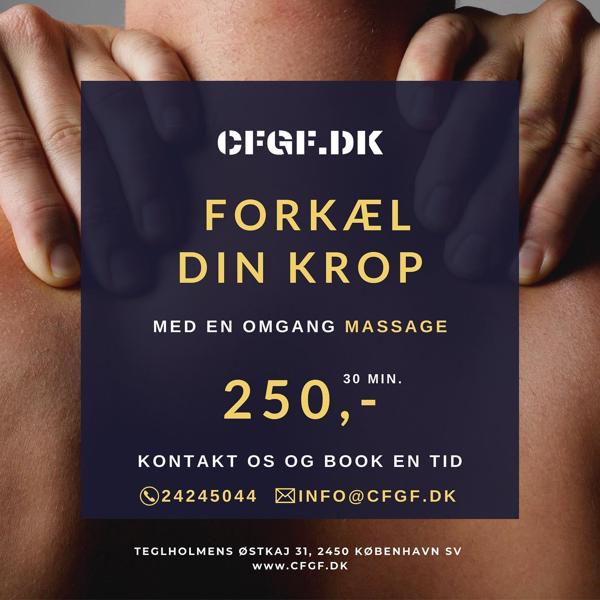 CFGF.DK
FORKÆL
DIN KROP
MED EN OMGANG MASSAGE
30 MIN.
250,-
KONTAKT OS OG BOOK EN TID
24245044 INFO@CFGF.DK
TEGLHOLMENS ØSTKAJ 31, 2450 KØBENHAVN SV
WWW.CFGF.DK